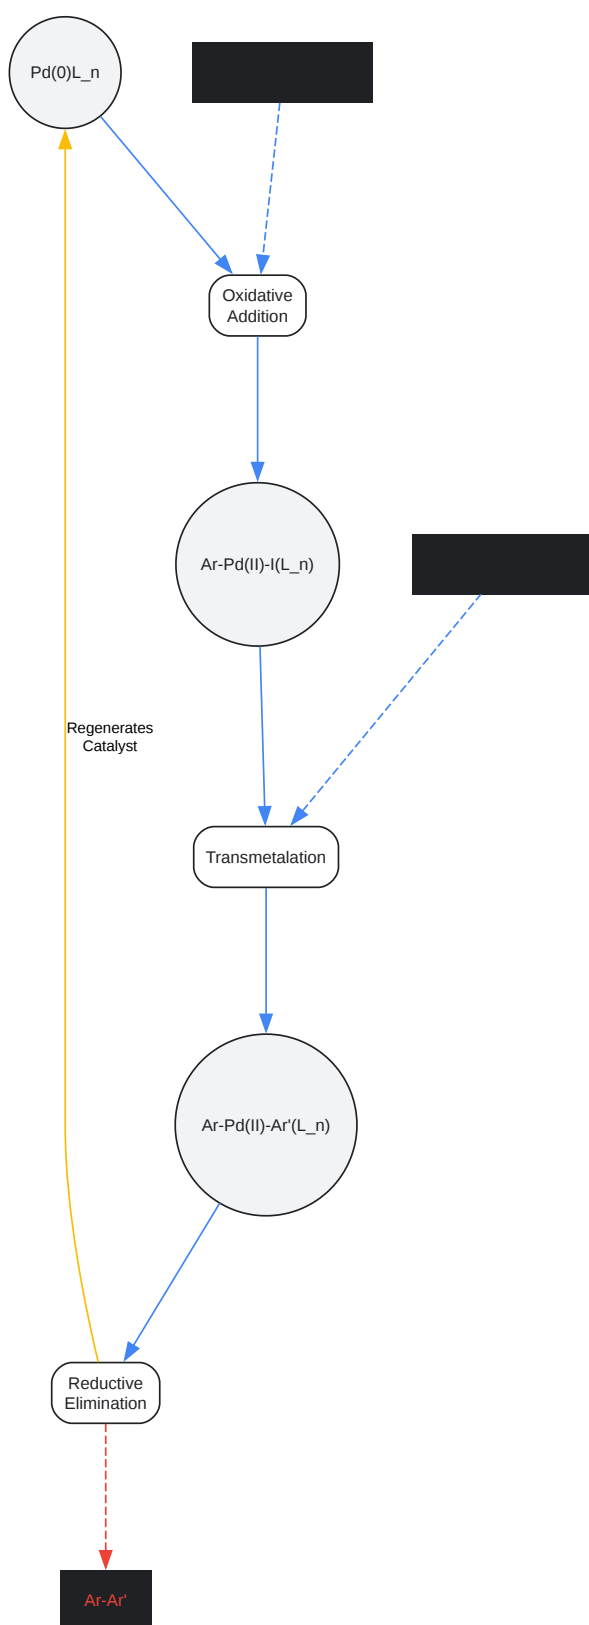 Pd(0)L_n
Oxidative
Addition
Ar-Pd(II)-I(L_n)
Regenerates
Catalyst
Transmetalation
Ar-Pd(II)-Ar'(L_n)
Reductive
Elimination
Ar-Ar'